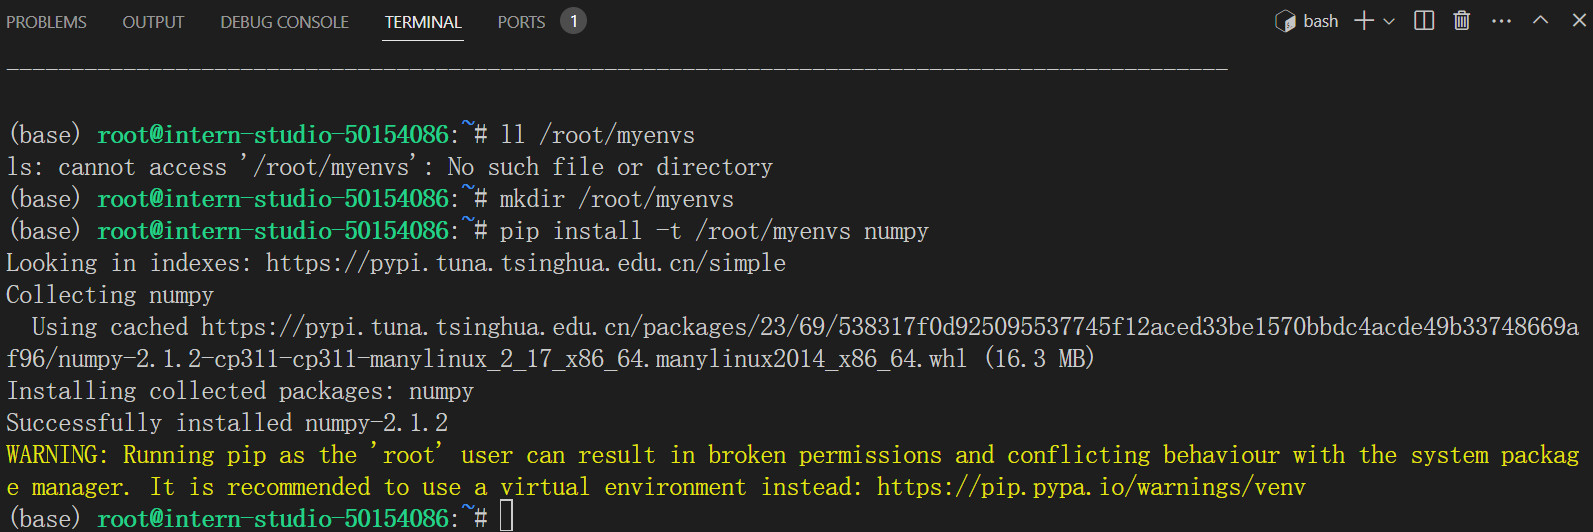 PROBLEMS OUTPUT DEBUG CONSOLE TERMINAL PORTS 1 bash
--------------------------------------------------------------------------------------------
(base) root@intern-studio-50154086:~# ll /root/myenvs
ls: cannot access '/root/myenvs': No such file or directory
(base) root@intern-studio-50154086:~# mkdir /root/myenvs
(base) root@intern-studio-50154086:~# pip install -t /root/myenvs numpy
Looking in indexes: https://pypi.tuna.tsinghua.edu.cn/simple
Collecting numpy
  Using cached https://pypi.tuna.tsinghua.edu.cn/packages/23/69/538317f0d925095537745f12aced33be1570bbdc4acde49b33748669a
f96/numpy-2.1.2-cp311-cp311-manylinux_2_17_x86_64.manylinux2014_x86_64.whl (16.3 MB)
Installing collected packages: numpy
Successfully installed numpy-2.1.2
WARNING: Running pip as the 'root' user can result in broken permissions and conflicting behaviour with the system packag
e manager. It is recommended to use a virtual environment instead: https://pip.pypa.io/warnings/venv
(base) root@intern-studio-50154086:~#